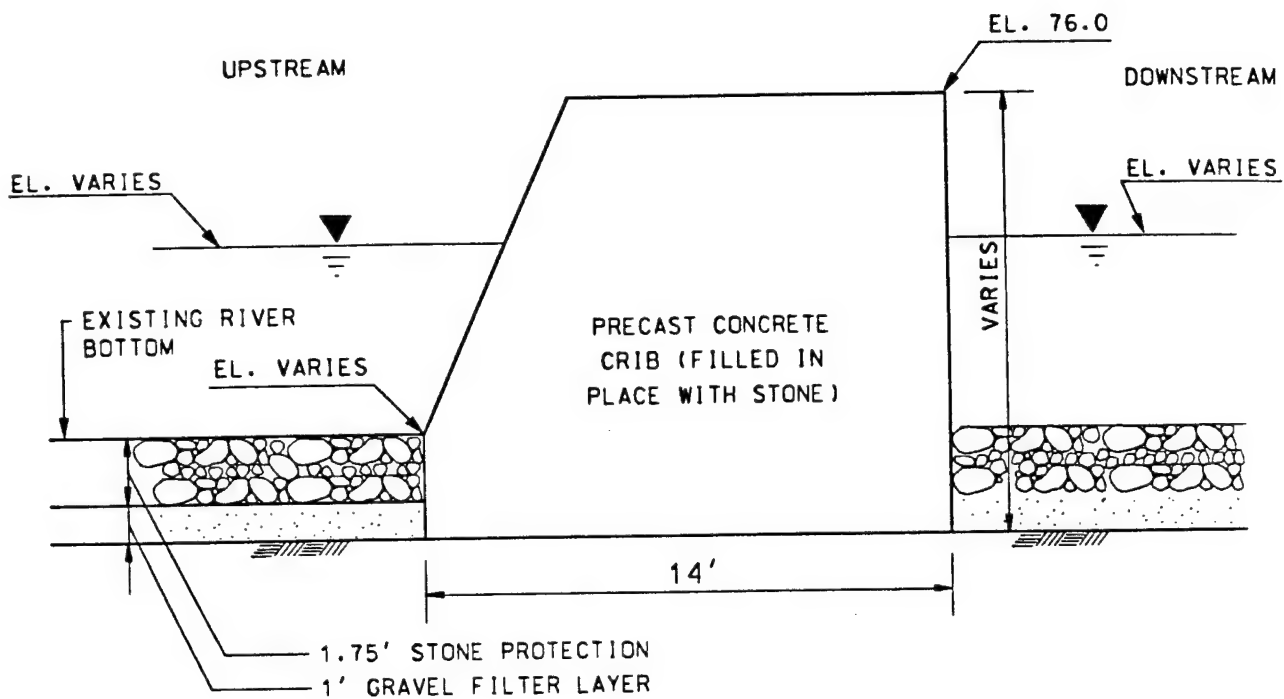 EL. 76.0
UPSTREAM
DOWNSTREAM
EL. VARIES
EL. VARIES
VARIES
EXISTING RIVER
BOTTOM
PRECAST CONCRETE
CRIB (FILLED IN
PLACE WITH STONE)
EL. VARIES
14'
1.75' STONE PROTECTION
1' GRAVEL FILTER LAYER